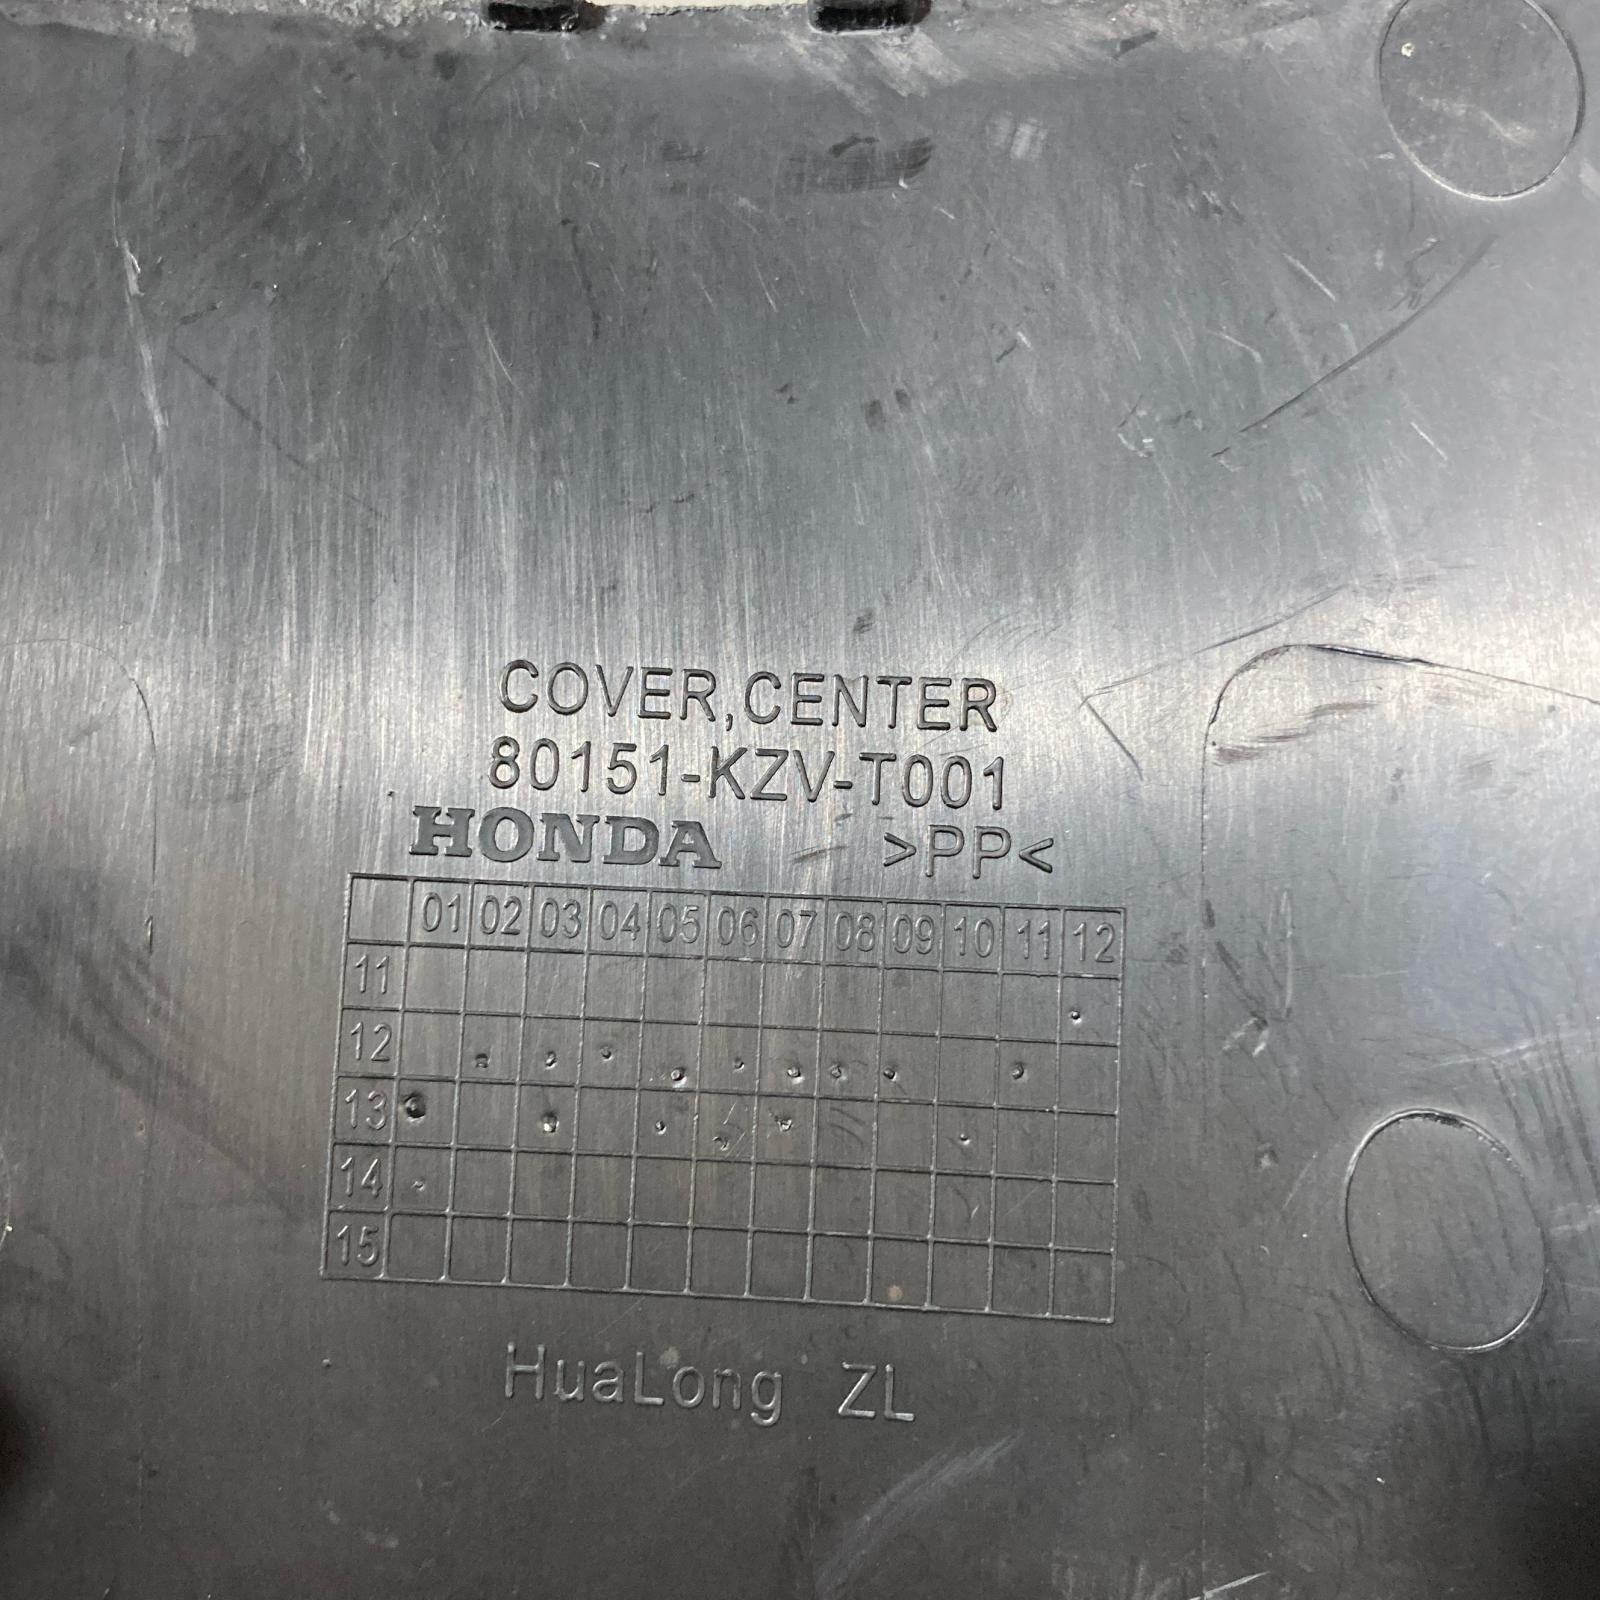 COVER,CENTER
80151-KZV-T001
HONDA >PP<
01 02 03 04 05 06 07 08 09 10 11 12
11
12
13
14
15
HuaLong ZL